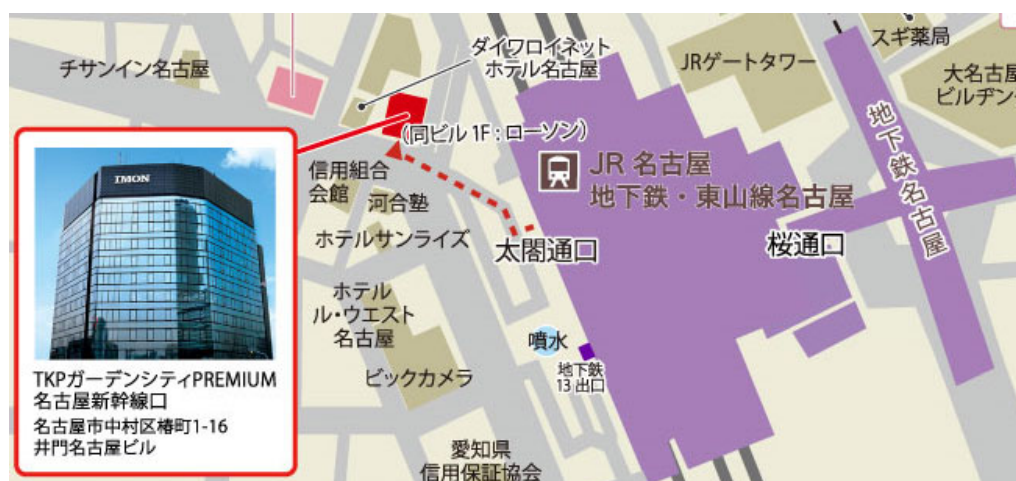 チサンイン名古屋
ダイワロイネット
ホテル名古屋
JRゲートタワー
スギ薬局
大名古屋
ビルヂン
(同ビル 1F : ローソン)
信用組合
会館
河合塾
ホテルサンライズ
JR 名古屋
地下鉄・東山線名古屋
地下鉄名古屋
太閤通口
桜通口
ホテル
ル・ウエスト
名古屋
ビックカメラ
噴水
地下鉄
13出口
愛知県
信用保証協会
IMON
TKPガーデンシティPREMIUM
名古屋新幹線口
名古屋市中村区椿町1-16
井門名古屋ビル